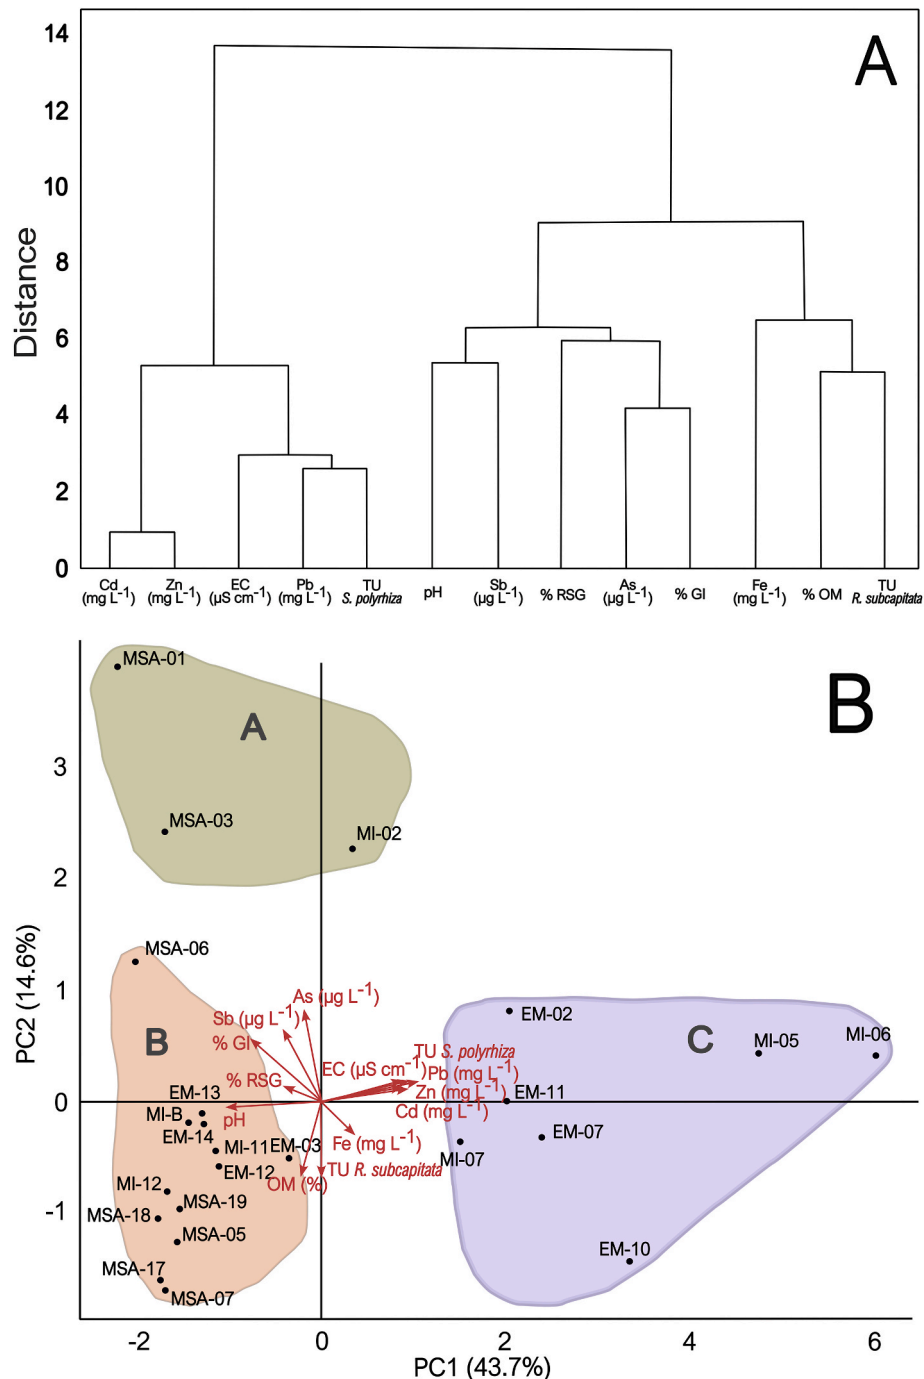 A
14
12
10
8
6
4
2
0
Distance
Cd (mg L⁻¹)
Zn (mg L⁻¹)
EC (µS cm⁻¹)
Pb (mg L⁻¹)
TU S. polyrhiza
pH
Sb (µg L⁻¹)
% RSG
As (µg L⁻¹)
% GI
Fe (mg L⁻¹)
% OM
TU R. subcapitata
B
MSA-01
A
MSA-03
MI-02
3
2
1
0
-1
PC2 (14.6%)
MSA-06
As (µg L⁻¹)
Sb (µg L⁻¹)
% GI
B
EM-02
C
MI-05
MI-06
TU S. polyrhiza
EC (µS cm⁻¹)
Pb (mg L⁻¹)
% RSG
Zn (mg L⁻¹)
EM-11
EM-13
MI-B
pH
Cd (mg L⁻¹)
EM-14
EM-07
MI-11
EM-03
Fe (mg L⁻¹)
MI-07
EM-12
TU R. subcapitata
MI-12
OM (%)
MSA-19
MSA-18
MSA-05
EM-10
MSA-17
MSA-07
-2
0
2
4
6
PC1 (43.7%)